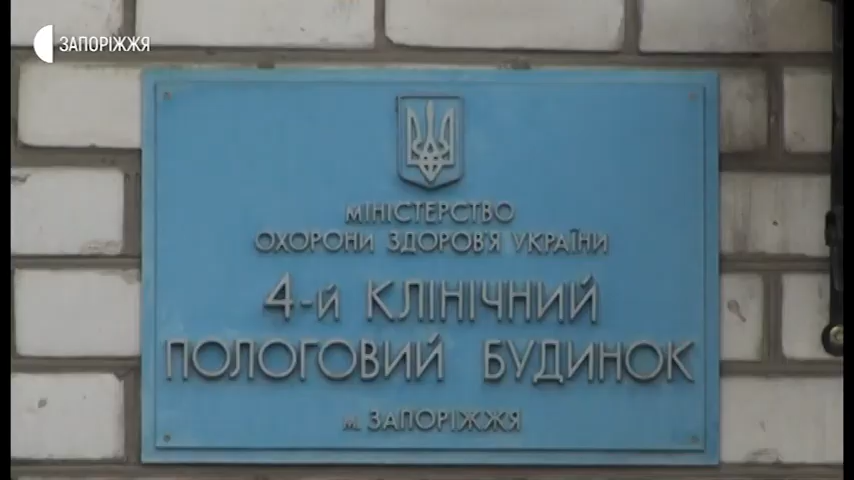 ЗАПОРІЖЖЯ
МІНІСТЕРСТВО
ОХОРОНИ ЗДОРОВ'Я УКРАЇНИ
4-й КЛІНІЧНИЙ
ПОЛОГОВИЙ БУДИНОК
м. ЗАПОРІЖЖЯ